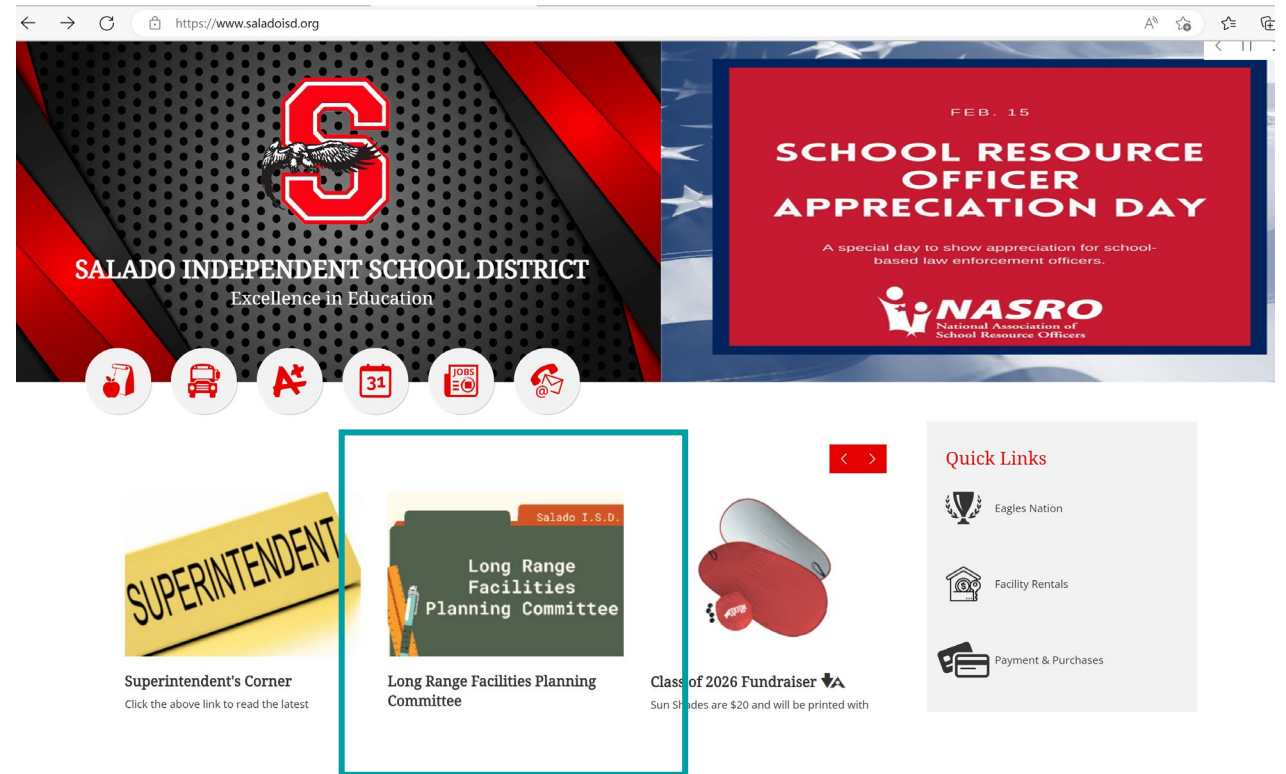 https://www.saladoisd.org
SALADO INDEPENDENT SCHOOL DISTRICT
Excellence in Education
FEB. 15
SCHOOL RESOURCE
OFFICER
APPRECIATION DAY
A special day to show appreciation for school-
based law enforcement officers.
NASRO
National Association of
School Resource Officers
A+
31
JOBS
@
Quick Links
Eagles Nation
Facility Rentals
Payment & Purchases
SUPERINTENDENT
Superintendent's Corner
Click the above link to read the latest
Salado I.S.D.
Long Range
Facilities
Planning Committee
Long Range Facilities Planning
Committee
Class of 2026 Fundraiser
Sun Shades are $20 and will be printed with